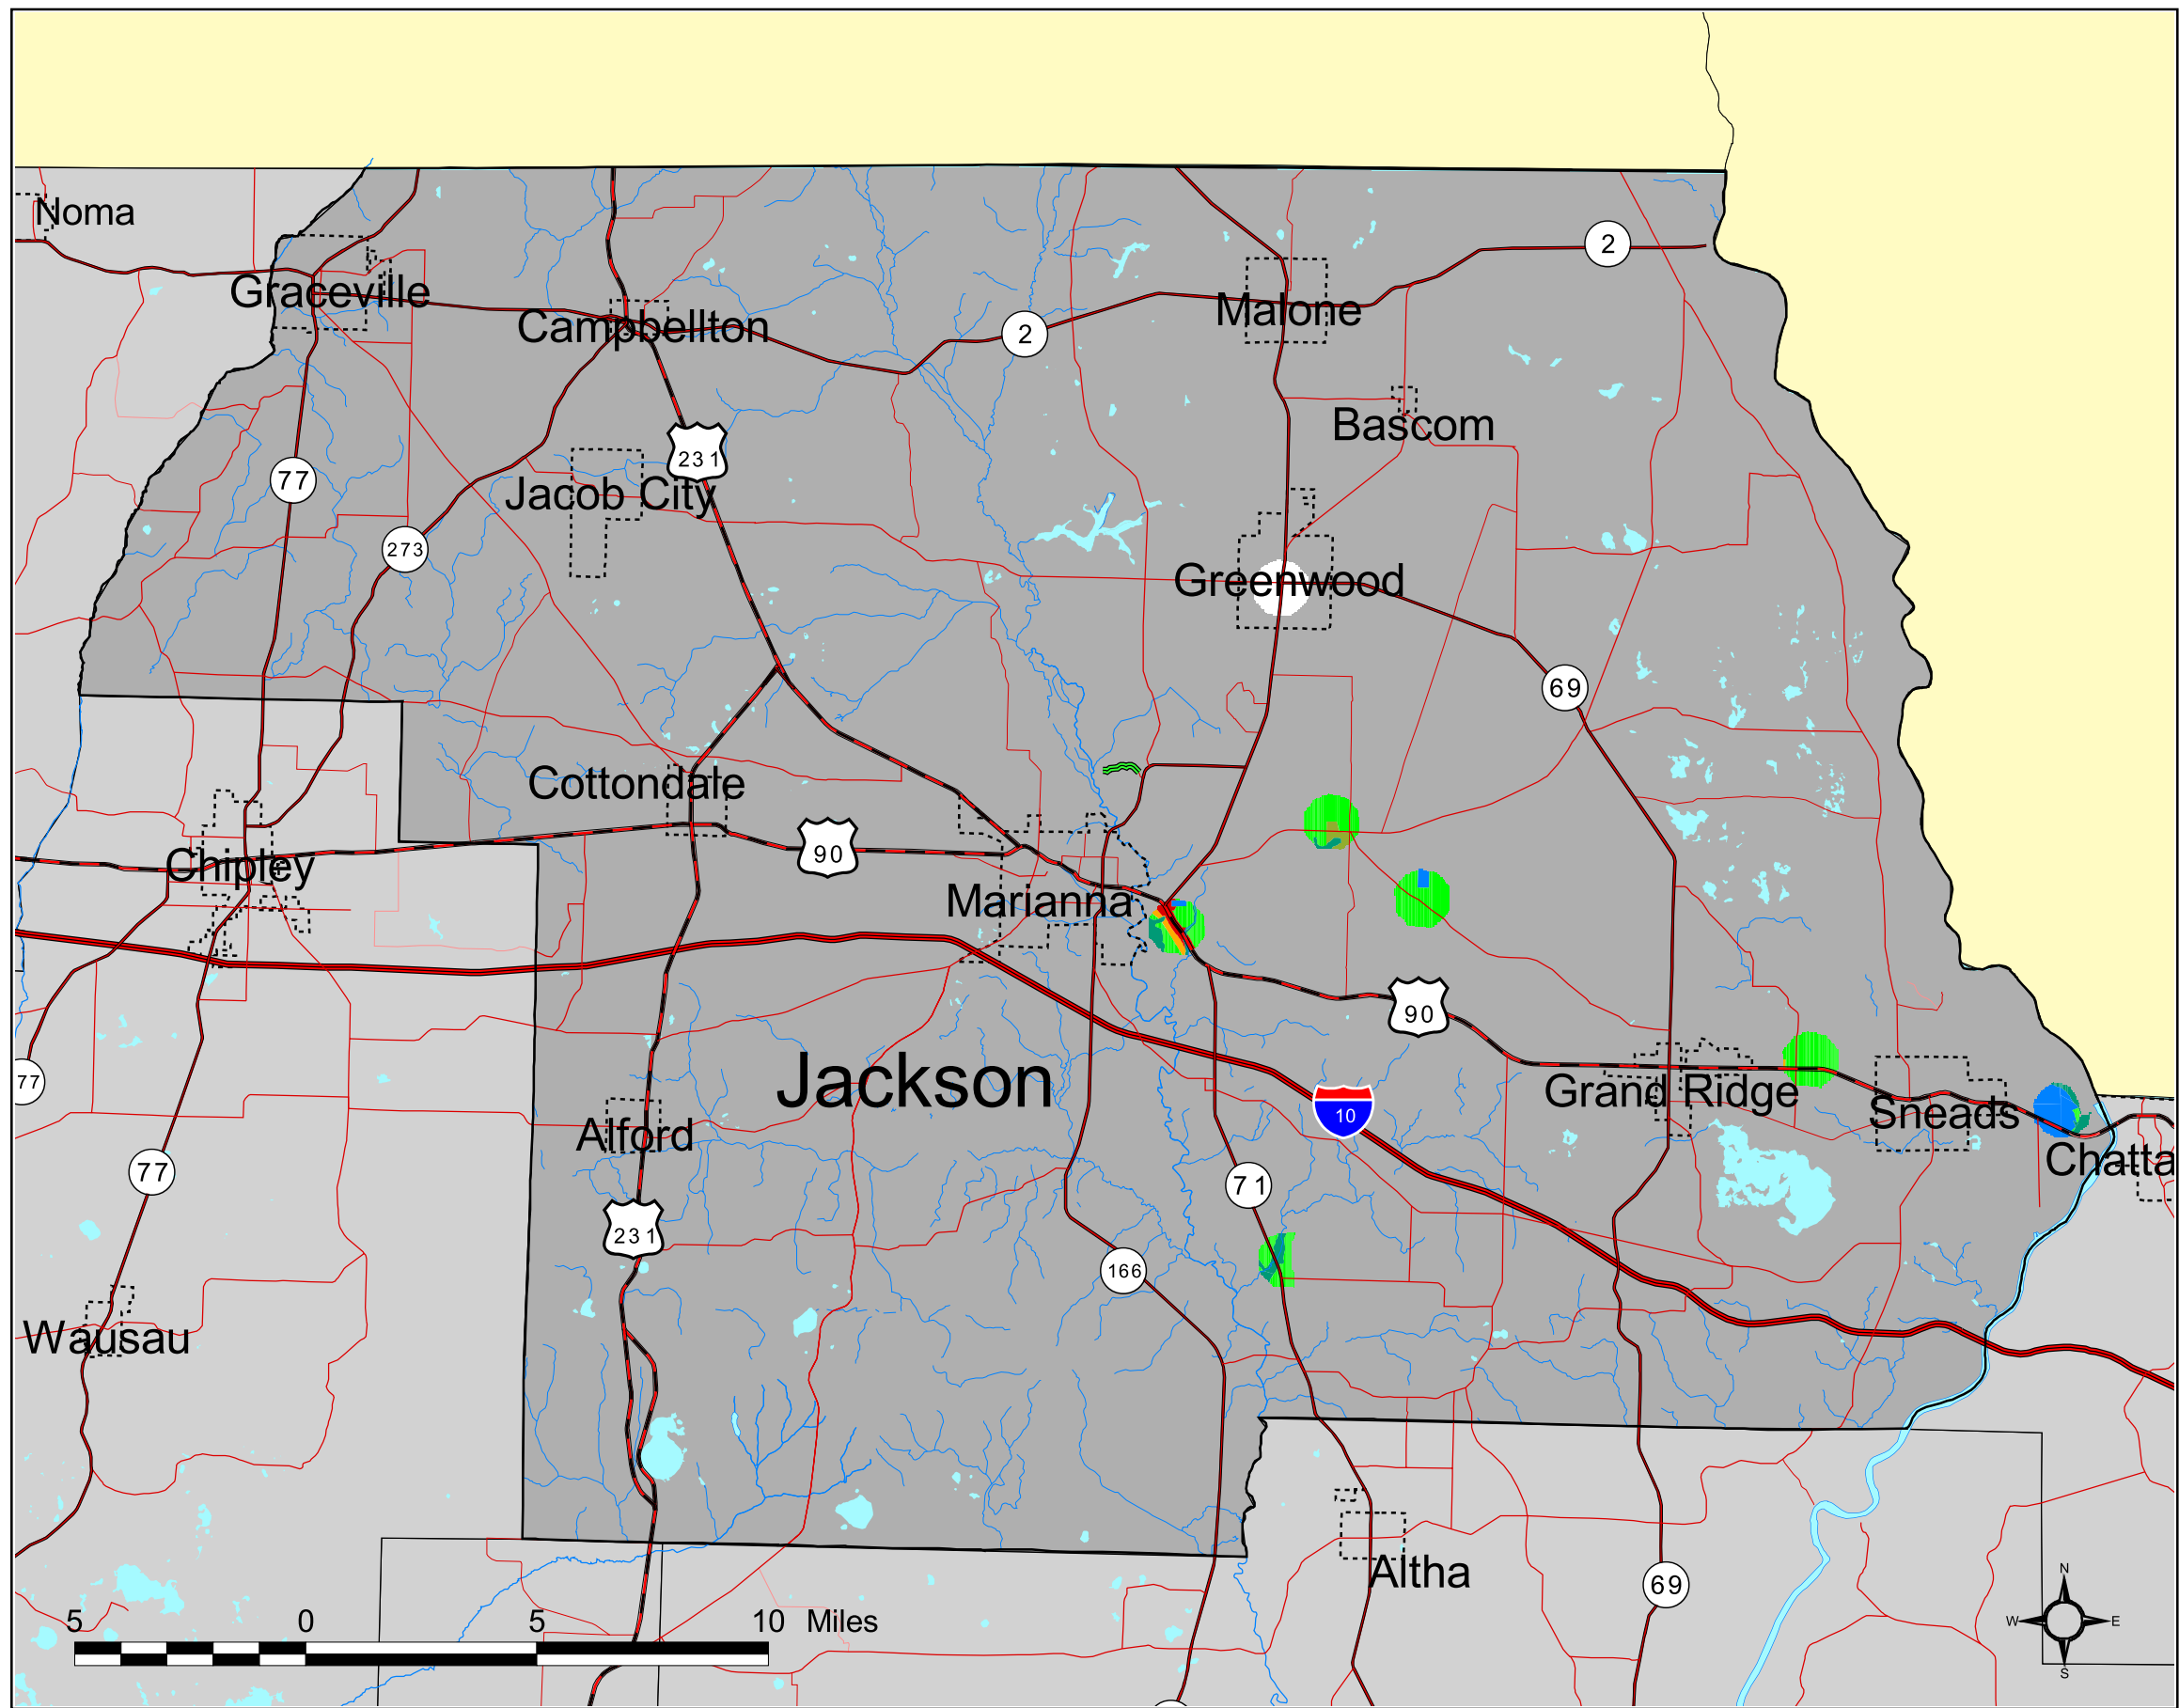 Noma
2
Graceville
Malone
Campbellton
2
Bascom
231
77
Jacob City
273
Greenwood
69
Cottondale
90
Chipley
Marianna
90
77
Jackson
Grand Ridge
10
Sneads
Alford
Chatta
77
71
231
166
Wausau
Altha
69
N
W E
S
5 0 5 10 Miles